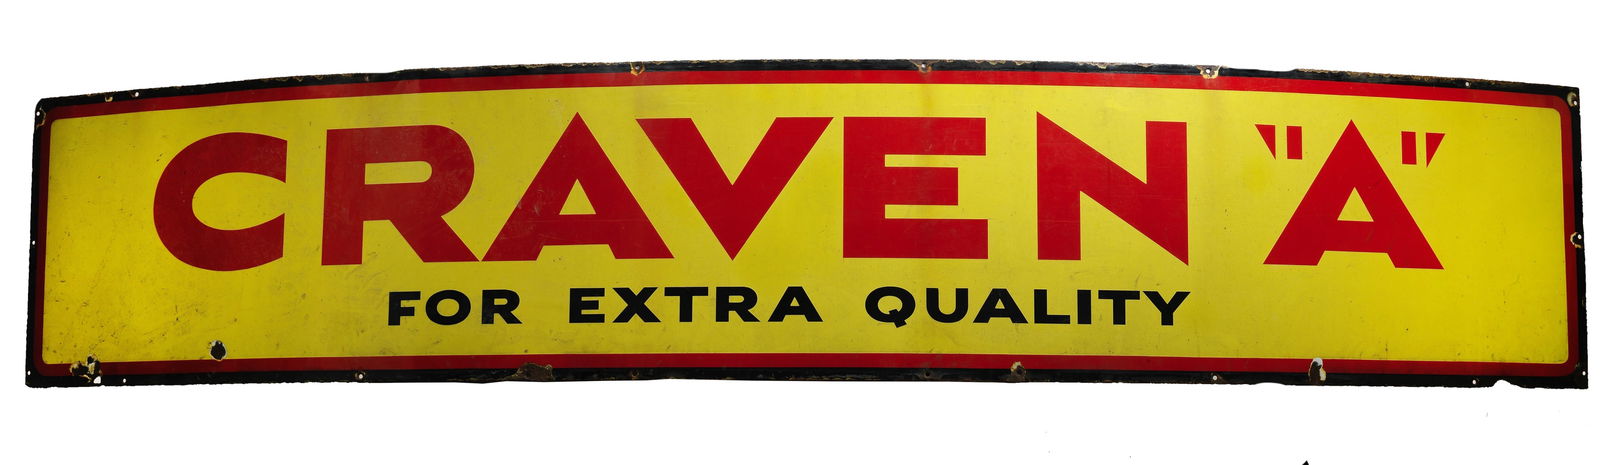 CRAVEN "A"
FOR EXTRA QUALITY